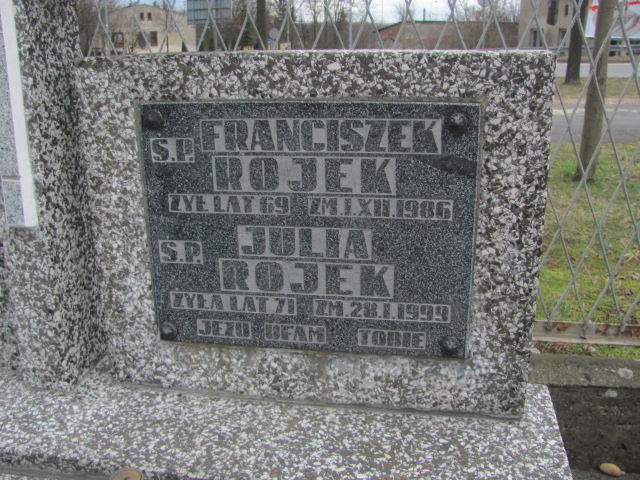 Ś.P. FRANCISZEK
ROJEK
ŻYŁ LAT 69 ZM.1.XII.1986
Ś.P. JULIA
ROJEK
ŻYŁA LAT 71 ZM.28.1.1999
JEZU UFAM TOBIE